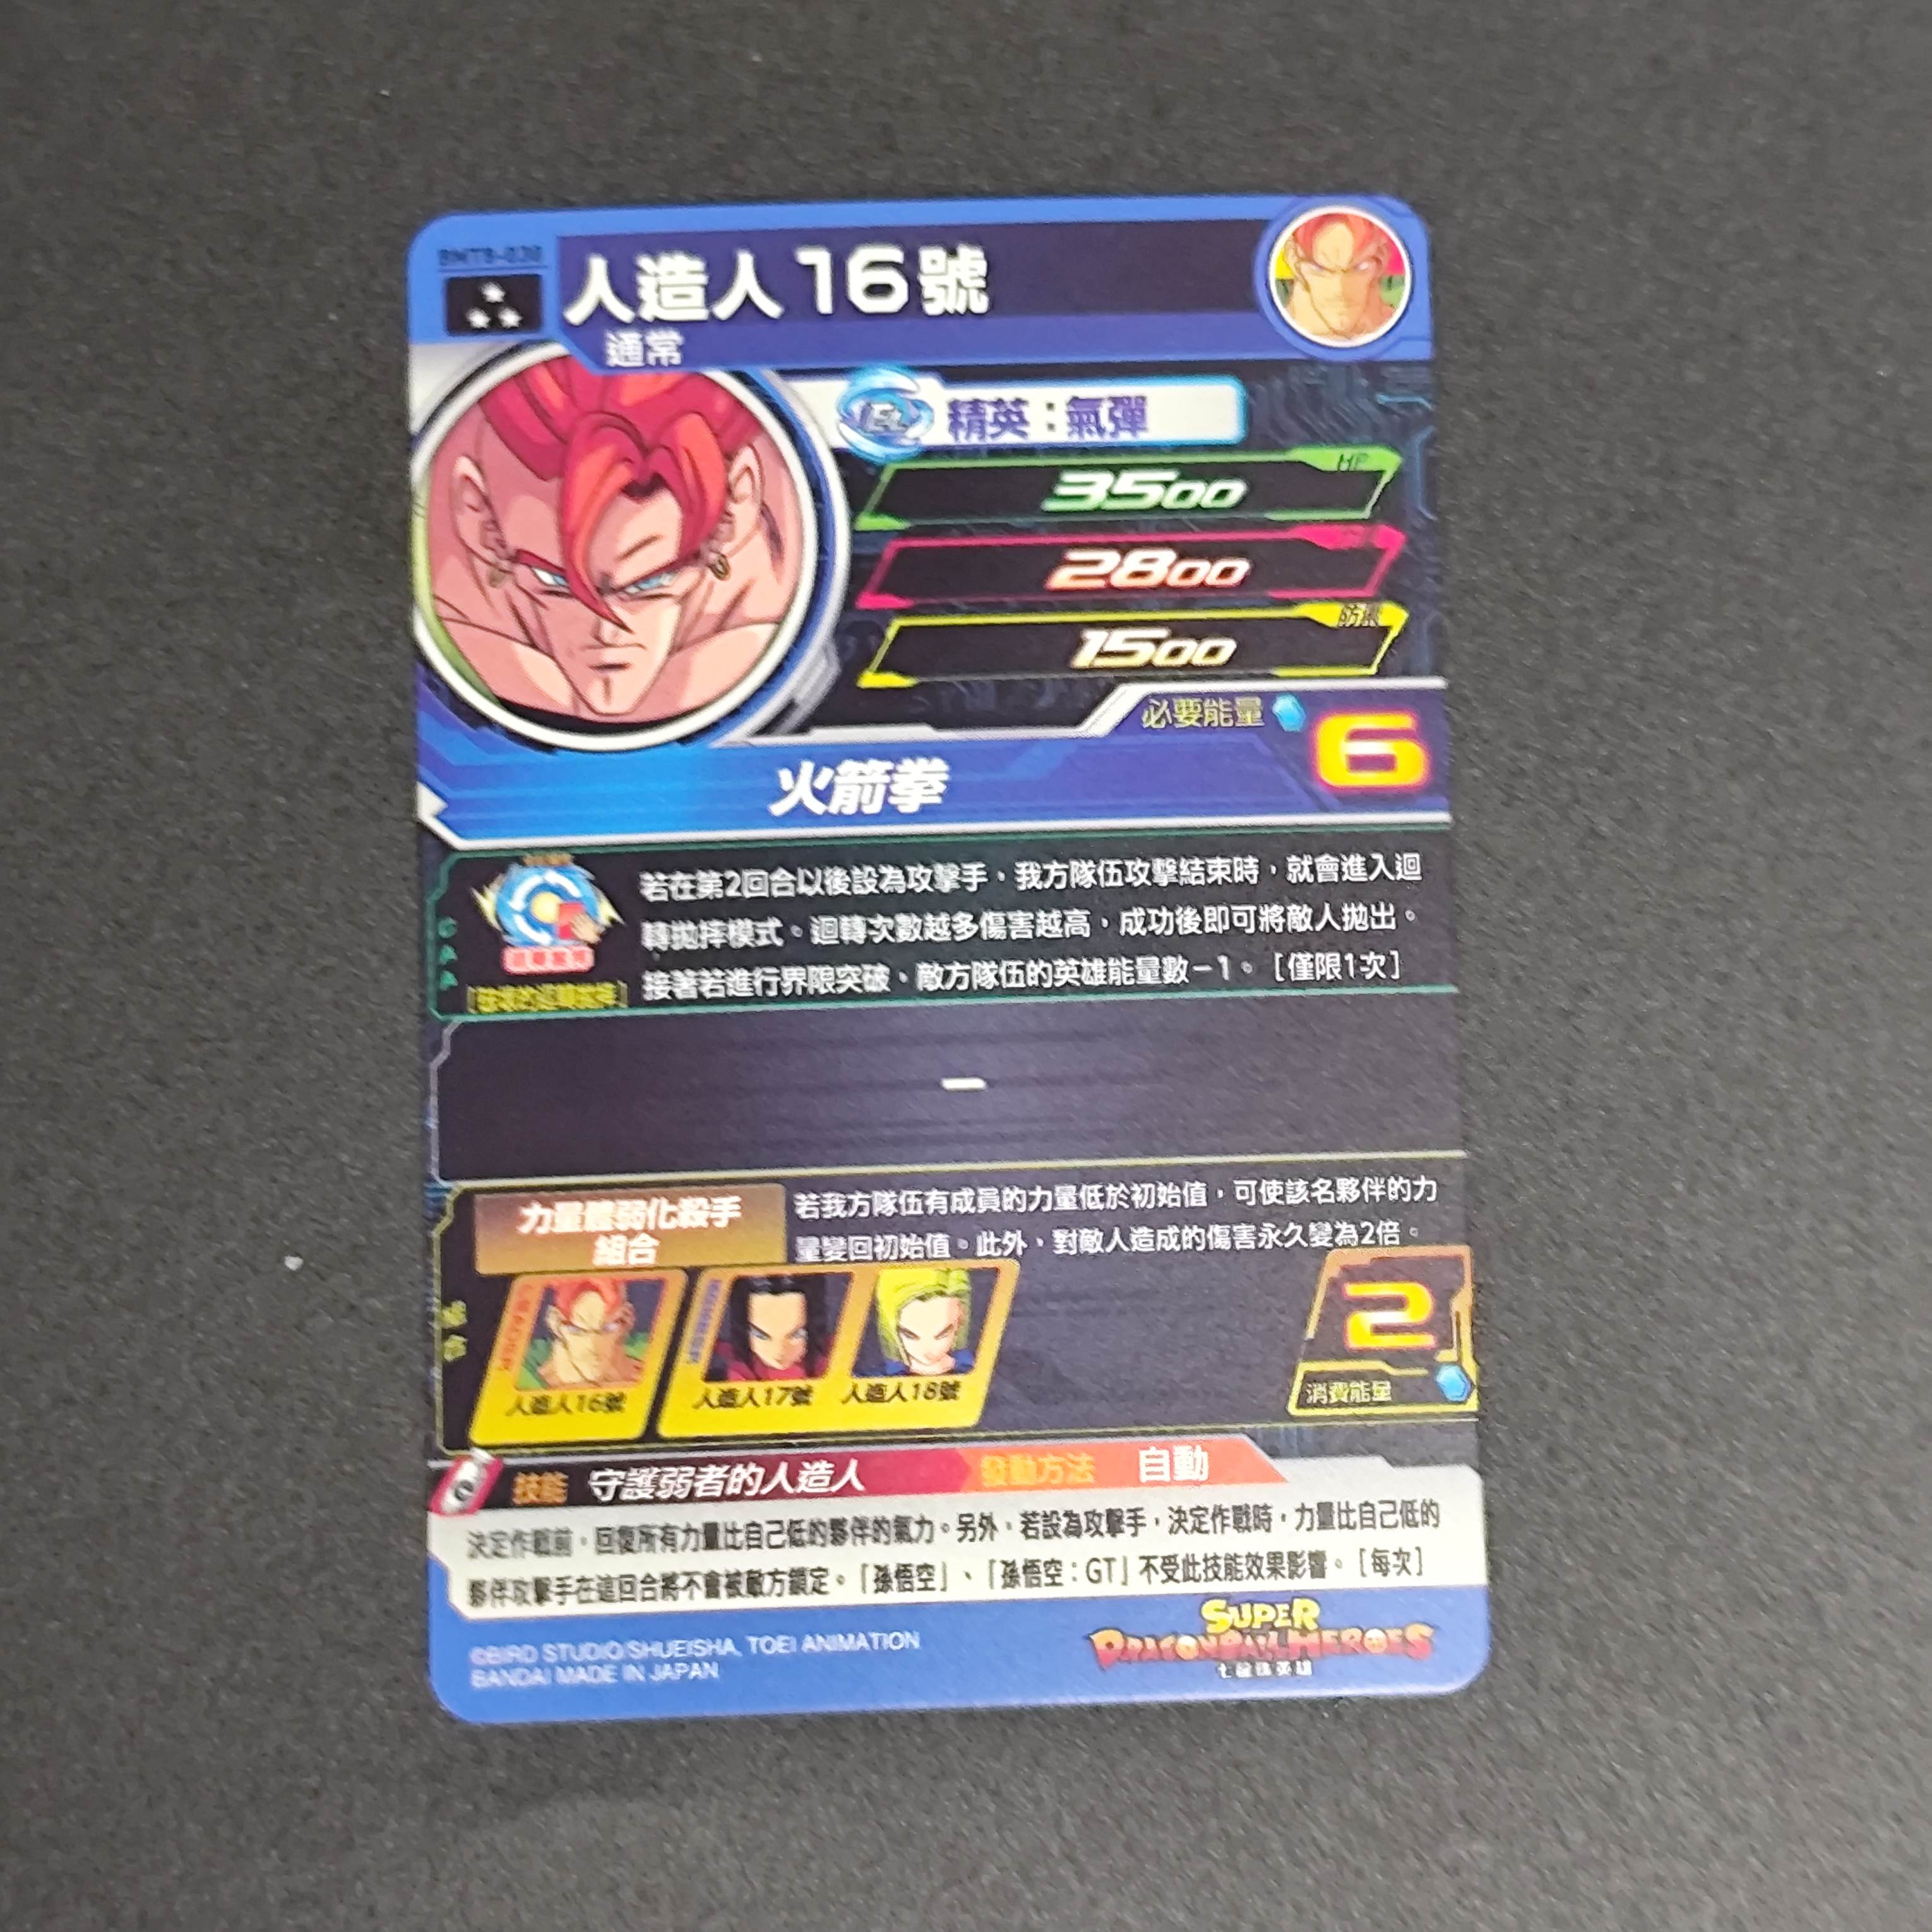 人造人16號
通常
精英：氣彈
HP
3500
2800
1500
必要能量
6
火箭拳
若在第2回合以後設為攻擊手，我方隊伍攻擊結束時，就會進入迴
轉拋摔模式。迴轉次數越多傷害越高，成功後即可將敵人拋出。
接著若進行界限突破、敵方隊伍的英雄能量數－1。［僅限1次］
CAA
－
力量體弱化殺手
組合
若我方隊伍有成員的力量低於初始值，可使該名夥伴的力
量變回初始值。此外，對敵人造成的傷害永久變為2倍。
人造人16號
人造人17號
人造人18號
2
消費能量
技能 守護弱者的人造人 發動方法 自動
決定作戰前，回復所有力量比自己低的夥伴的氣力。另外，若設為攻擊手，決定作戰時，力量比自己低的
夥伴攻擊手在這回合將不會被敵方鎖定。「孫悟空」、「孫悟空：GT」不受此技能效果影響。［每次］
©BIRD STUDIO/SHUEISHA, TOEI ANIMATION
BANDAI MADE IN JAPAN
SUPER
DRAGONBALL HEROES
七龍珠英雄